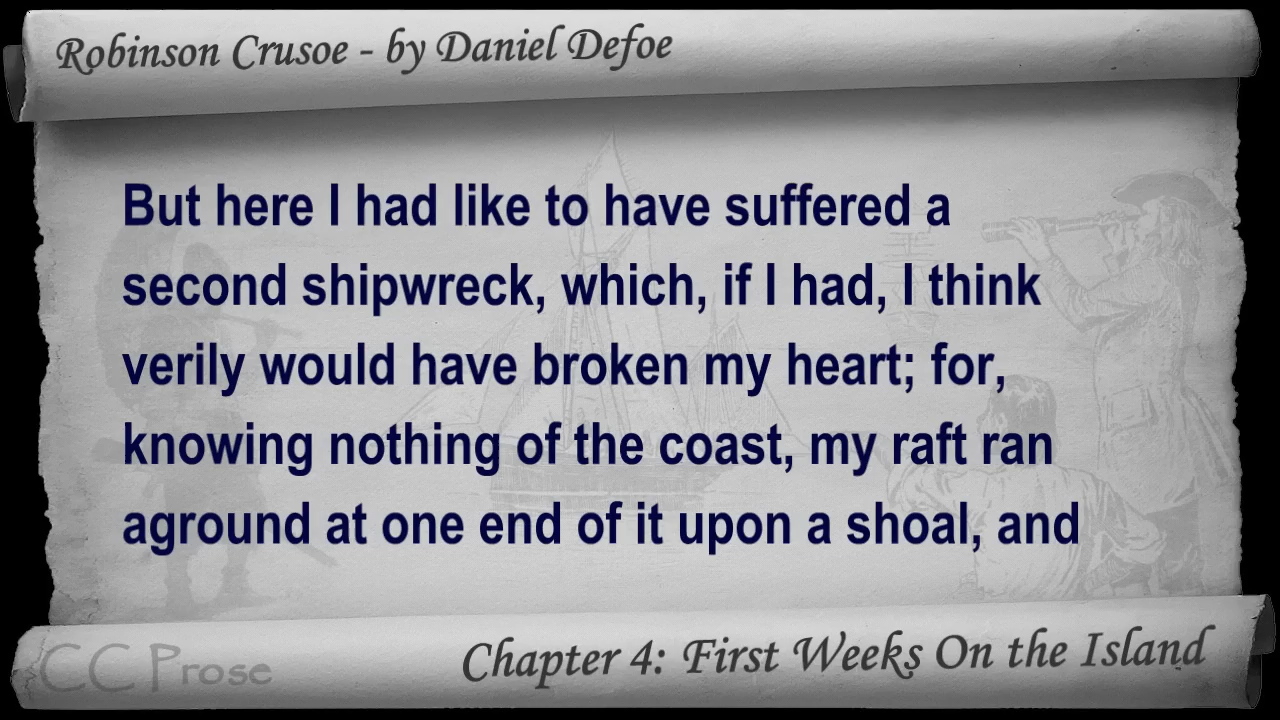 Robinson Crusoe - by Daniel Defoe
But here I had like to have suffered a
second shipwreck, which, if I had, I think
verily would have broken my heart; for,
knowing nothing of the coast, my raft ran
aground at one end of it upon a shoal, and
CC Prose
Chapter 4: First Weeks On the Island